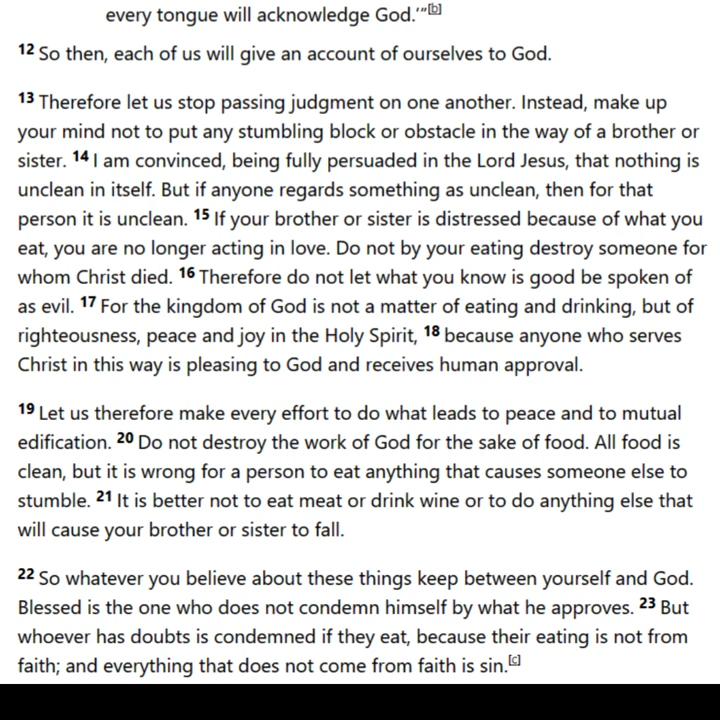 every tongue will acknowledge God.’”[b]
12 So then, each of us will give an account of ourselves to God.
13 Therefore let us stop passing judgment on one another. Instead, make up
your mind not to put any stumbling block or obstacle in the way of a brother or
sister. 14 I am convinced, being fully persuaded in the Lord Jesus, that nothing is
unclean in itself. But if anyone regards something as unclean, then for that
person it is unclean. 15 If your brother or sister is distressed because of what you
eat, you are no longer acting in love. Do not by your eating destroy someone for
whom Christ died. 16 Therefore do not let what you know is good be spoken of
as evil. 17 For the kingdom of God is not a matter of eating and drinking, but of
righteousness, peace and joy in the Holy Spirit, 18 because anyone who serves
Christ in this way is pleasing to God and receives human approval.
19 Let us therefore make every effort to do what leads to peace and to mutual
edification. 20 Do not destroy the work of God for the sake of food. All food is
clean, but it is wrong for a person to eat anything that causes someone else to
stumble. 21 It is better not to eat meat or drink wine or to do anything else that
will cause your brother or sister to fall.
22 So whatever you believe about these things keep between yourself and God.
Blessed is the one who does not condemn himself by what he approves. 23 But
whoever has doubts is condemned if they eat, because their eating is not from
faith; and everything that does not come from faith is sin.[c]